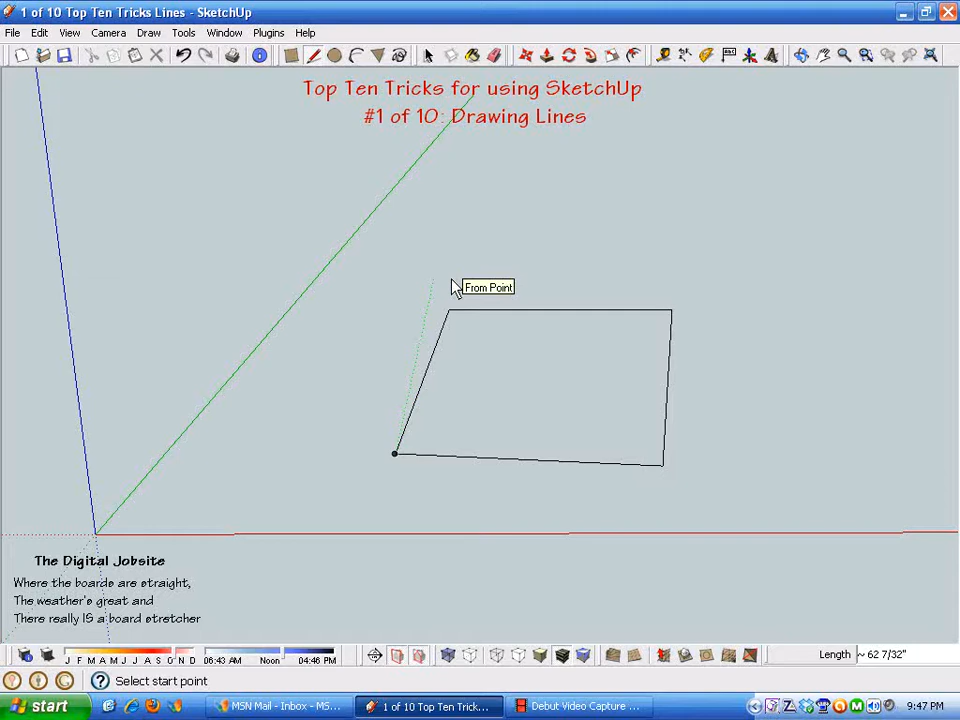 1 of 10 Top Ten Tricks Lines - SketchUp
File Edit View Camera Draw Tools Window Plugins Help
Top Ten Tricks for using SketchUp
#1 of 10: Drawing Lines
From Point
The Digital Jobsite
Where the boards are straight,
The weather's great and
There really IS a board stretcher
J F M A M J J A S O N D
06:43 AM Noon 04:46 PM
Length ~ 62 7/32"
Select start point
start
MSN Mail - Inbox - MS...
1 of 10 Top Ten Trick...
Debut Video Capture ...
9:47 PM